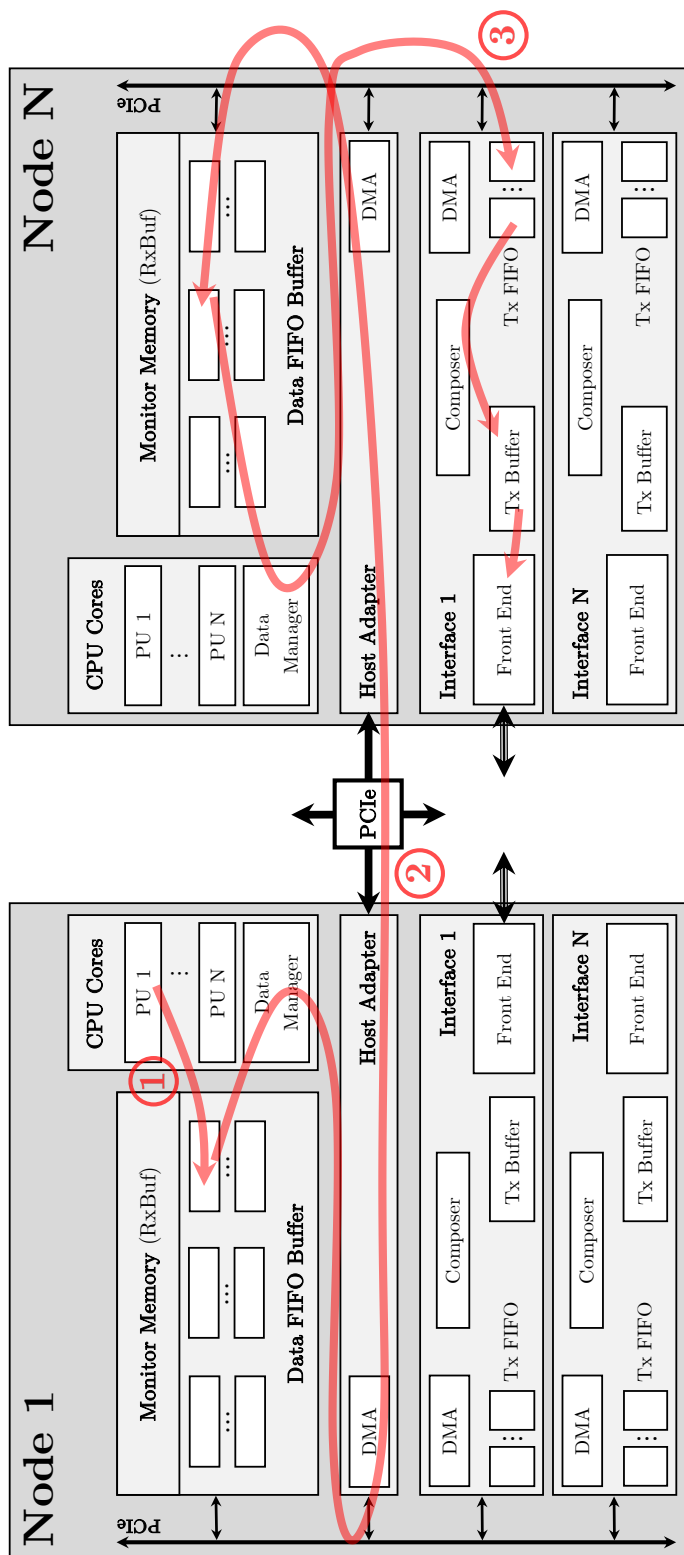 Node 1
PCIe
Monitor Memory (RxBuf)
...
...
...
Data FIFO Buffer
CPU Cores
PU 1
...
PU N
Data
Manager
①
DMA
Host Adapter
DMA
Composer
Interface 1
...
Tx FIFO
Tx Buffer
Front End
DMA
Composer
Interface N
...
Tx FIFO
Tx Buffer
Front End
PCIe
②
Node N
PCIe
CPU Cores
PU 1
...
PU N
Data
Manager
Monitor Memory (RxBuf)
...
...
...
Data FIFO Buffer
Host Adapter
DMA
Interface 1
Composer
DMA
Front End
Tx Buffer
Tx FIFO
...
Interface N
Composer
DMA
Front End
Tx Buffer
Tx FIFO
...
③